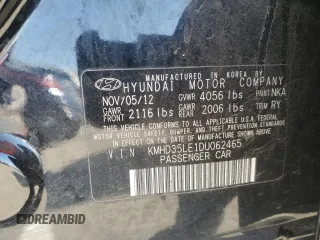 MANUFACTURED IN KOREA BY
HYUNDAI MOTOR COMPANY
NOV/05/12 GVWR 4056 lbs PAINT NKA
GAWR FRONT 2116 lbs GAWR REAR 2006 lbs TRIM RY
THIS VEHICLE CONFORMS TO ALL APPLICABLE
U.S. FEDERAL MOTOR VEHICLE SAFETY, BUMPER,
AND THEFT PREVENTION STANDARDS IN EFFECT ON
THE DATE OF MANUFACTURE SHOWN ABOVE.
V.I.N KMHD35LE1DU062465
PASSENGER CAR
DREAMBID